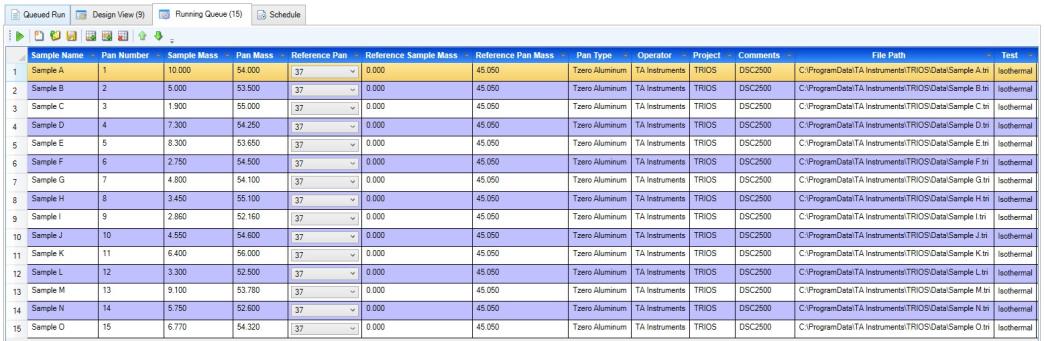 Queued Run Design View (9) Running Queue (15) Schedule
Sample Name Pan Number Sample Mass Pan Mass Reference Pan Reference Sample Mass Reference Pan Mass Pan Type Operator Project Comments File Path Test
1 Sample A 1 10.000 54.000 37 0.000 45.050 Tzero Aluminum TA Instruments TRIOS DSC2500 C:\ProgramData\TA Instruments\TRIOS\Data\Sample A.tri Isothermal
2 Sample B 2 5.000 53.500 37 0.000 45.050 Tzero Aluminum TA Instruments TRIOS DSC2500 C:\ProgramData\TA Instruments\TRIOS\Data\Sample B.tri Isothermal
3 Sample C 3 1.900 55.000 37 0.000 45.050 Tzero Aluminum TA Instruments TRIOS DSC2500 C:\ProgramData\TA Instruments\TRIOS\Data\Sample C.tri Isothermal
4 Sample D 4 7.300 54.250 37 0.000 45.050 Tzero Aluminum TA Instruments TRIOS DSC2500 C:\ProgramData\TA Instruments\TRIOS\Data\Sample D.tri Isothermal
5 Sample E 5 8.300 53.650 37 0.000 45.050 Tzero Aluminum TA Instruments TRIOS DSC2500 C:\ProgramData\TA Instruments\TRIOS\Data\Sample E.tri Isothermal
6 Sample F 6 2.750 54.500 37 0.000 45.050 Tzero Aluminum TA Instruments TRIOS DSC2500 C:\ProgramData\TA Instruments\TRIOS\Data\Sample F.tri Isothermal
7 Sample G 7 4.800 54.100 37 0.000 45.050 Tzero Aluminum TA Instruments TRIOS DSC2500 C:\ProgramData\TA Instruments\TRIOS\Data\Sample G.tri Isothermal
8 Sample H 8 3.450 55.100 37 0.000 45.050 Tzero Aluminum TA Instruments TRIOS DSC2500 C:\ProgramData\TA Instruments\TRIOS\Data\Sample H.tri Isothermal
9 Sample I 9 2.860 52.160 37 0.000 45.050 Tzero Aluminum TA Instruments TRIOS DSC2500 C:\ProgramData\TA Instruments\TRIOS\Data\Sample I.tri Isothermal
10 Sample J 10 4.550 54.600 37 0.000 45.050 Tzero Aluminum TA Instruments TRIOS DSC2500 C:\ProgramData\TA Instruments\TRIOS\Data\Sample J.tri Isothermal
11 Sample K 11 6.400 56.000 37 0.000 45.050 Tzero Aluminum TA Instruments TRIOS DSC2500 C:\ProgramData\TA Instruments\TRIOS\Data\Sample K.tri Isothermal
12 Sample L 12 3.300 52.500 37 0.000 45.050 Tzero Aluminum TA Instruments TRIOS DSC2500 C:\ProgramData\TA Instruments\TRIOS\Data\Sample L.tri Isothermal
13 Sample M 13 9.100 53.780 37 0.000 45.050 Tzero Aluminum TA Instruments TRIOS DSC2500 C:\ProgramData\TA Instruments\TRIOS\Data\Sample M.tri Isothermal
14 Sample N 14 5.750 52.600 37 0.000 45.050 Tzero Aluminum TA Instruments TRIOS DSC2500 C:\ProgramData\TA Instruments\TRIOS\Data\Sample N.tri Isothermal
15 Sample O 15 6.770 54.320 37 0.000 45.050 Tzero Aluminum TA Instruments TRIOS DSC2500 C:\ProgramData\TA Instruments\TRIOS\Data\Sample O.tri Isothermal